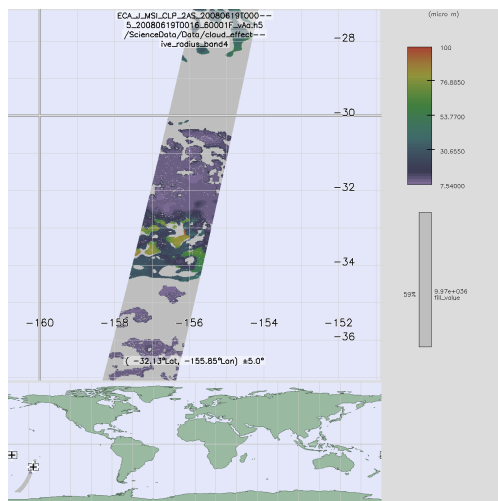 ECA_J_MSI_CLP_2AS_20080619T000--
5_20080619T0016_60001F_vAa.h5
/ScienceData/Data/cloud_effect--
ive_radius_band4
(micro m)
100
76.8850
53.7700
30.6550
7.54000
-28
-30
-32
-34
-36
-160
-158
-156
-154
-152
59%
9.97e+036
fill_value
( -32.13°Lat, -155.85°Lon) ±5.0°